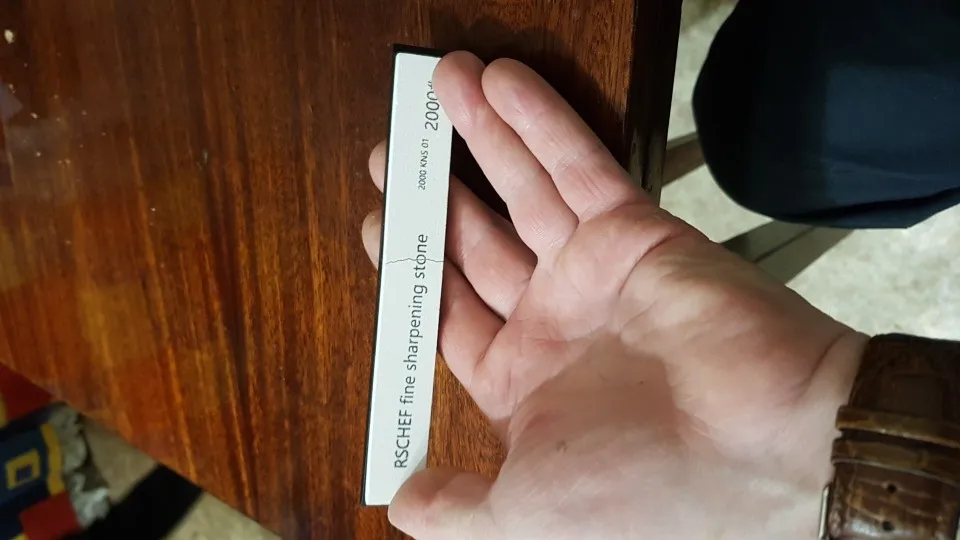 RSCHEF fine sharpening stone
2000 KNS 01
2000#